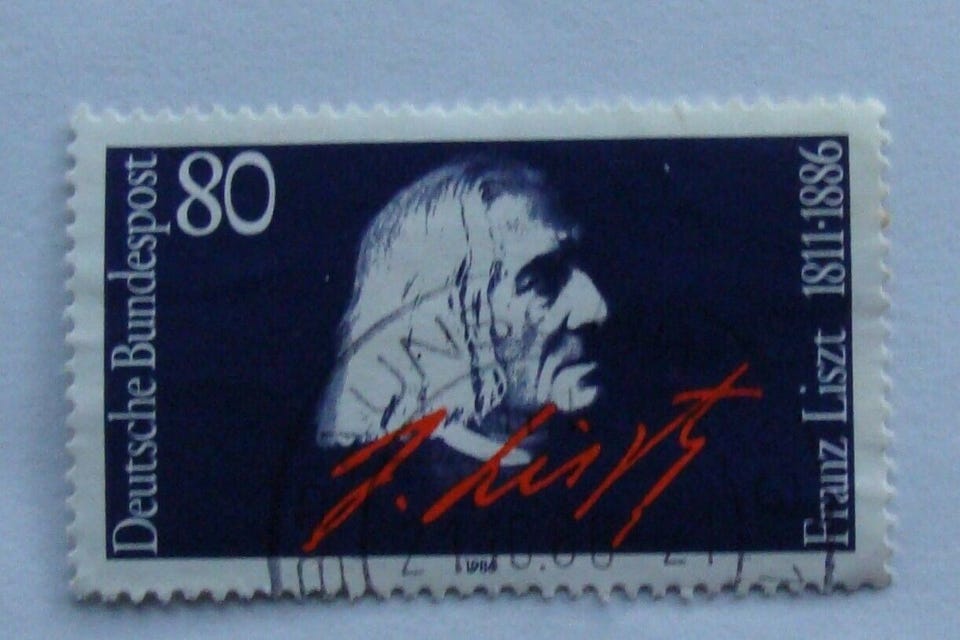 Deutsche Bundespost
80
F. Liszt
Franz Liszt 1811-1886
1986